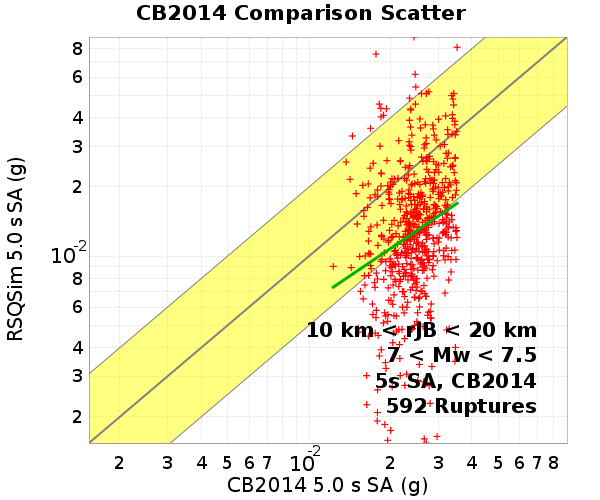 CB2014 Comparison Scatter
8
6
4
3
2
10-2
8
6
4
3
2
RSQSim 5.0 s SA (g)
10 km < rJB < 20 km
7 < Mw < 7.5
5s SA, CB2014
592 Ruptures
2 3 4 5 6 7 10-2 2 3 4 5 6 7 8
CB2014 5.0 s SA (g)